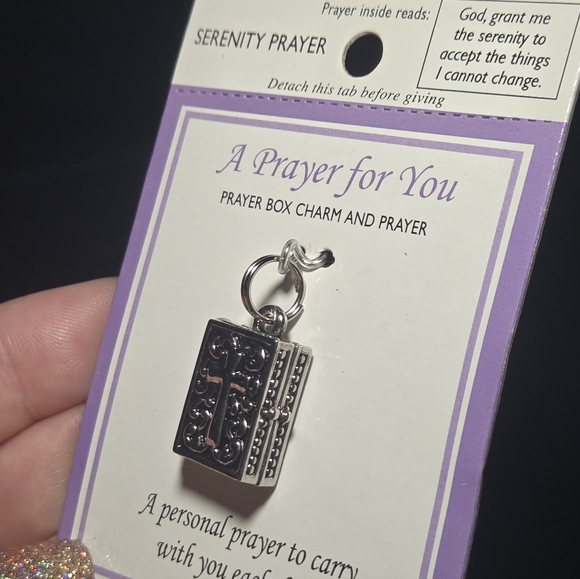 Prayer inside reads:
God, grant me
the serenity to
accept the things
I cannot change.
SERENITY PRAYER
Detach this tab before giving
A Prayer for You
PRAYER BOX CHARM AND PRAYER
A personal prayer to carry
with you